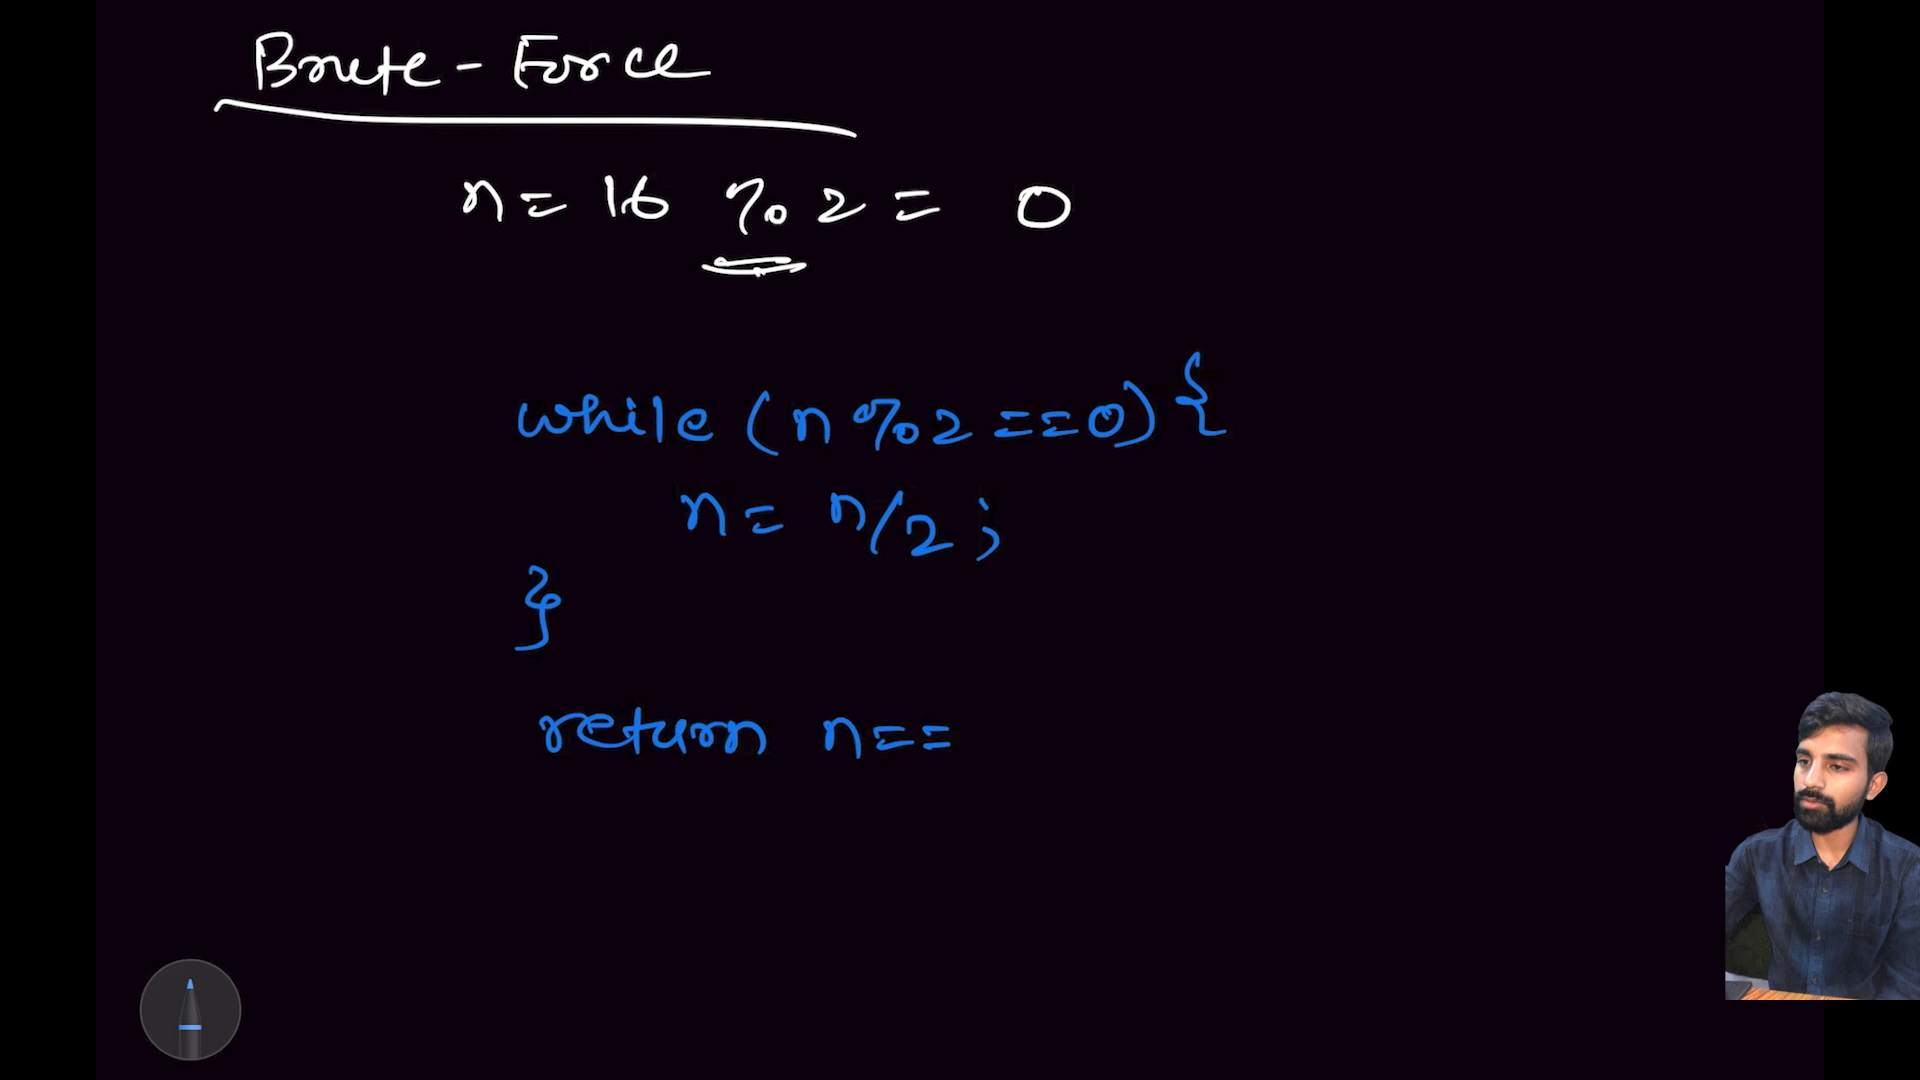 Brute-Force
n = 16 % 2 = 0
while (n % 2 == 0) {
n = n/2 ;
}
return n ==